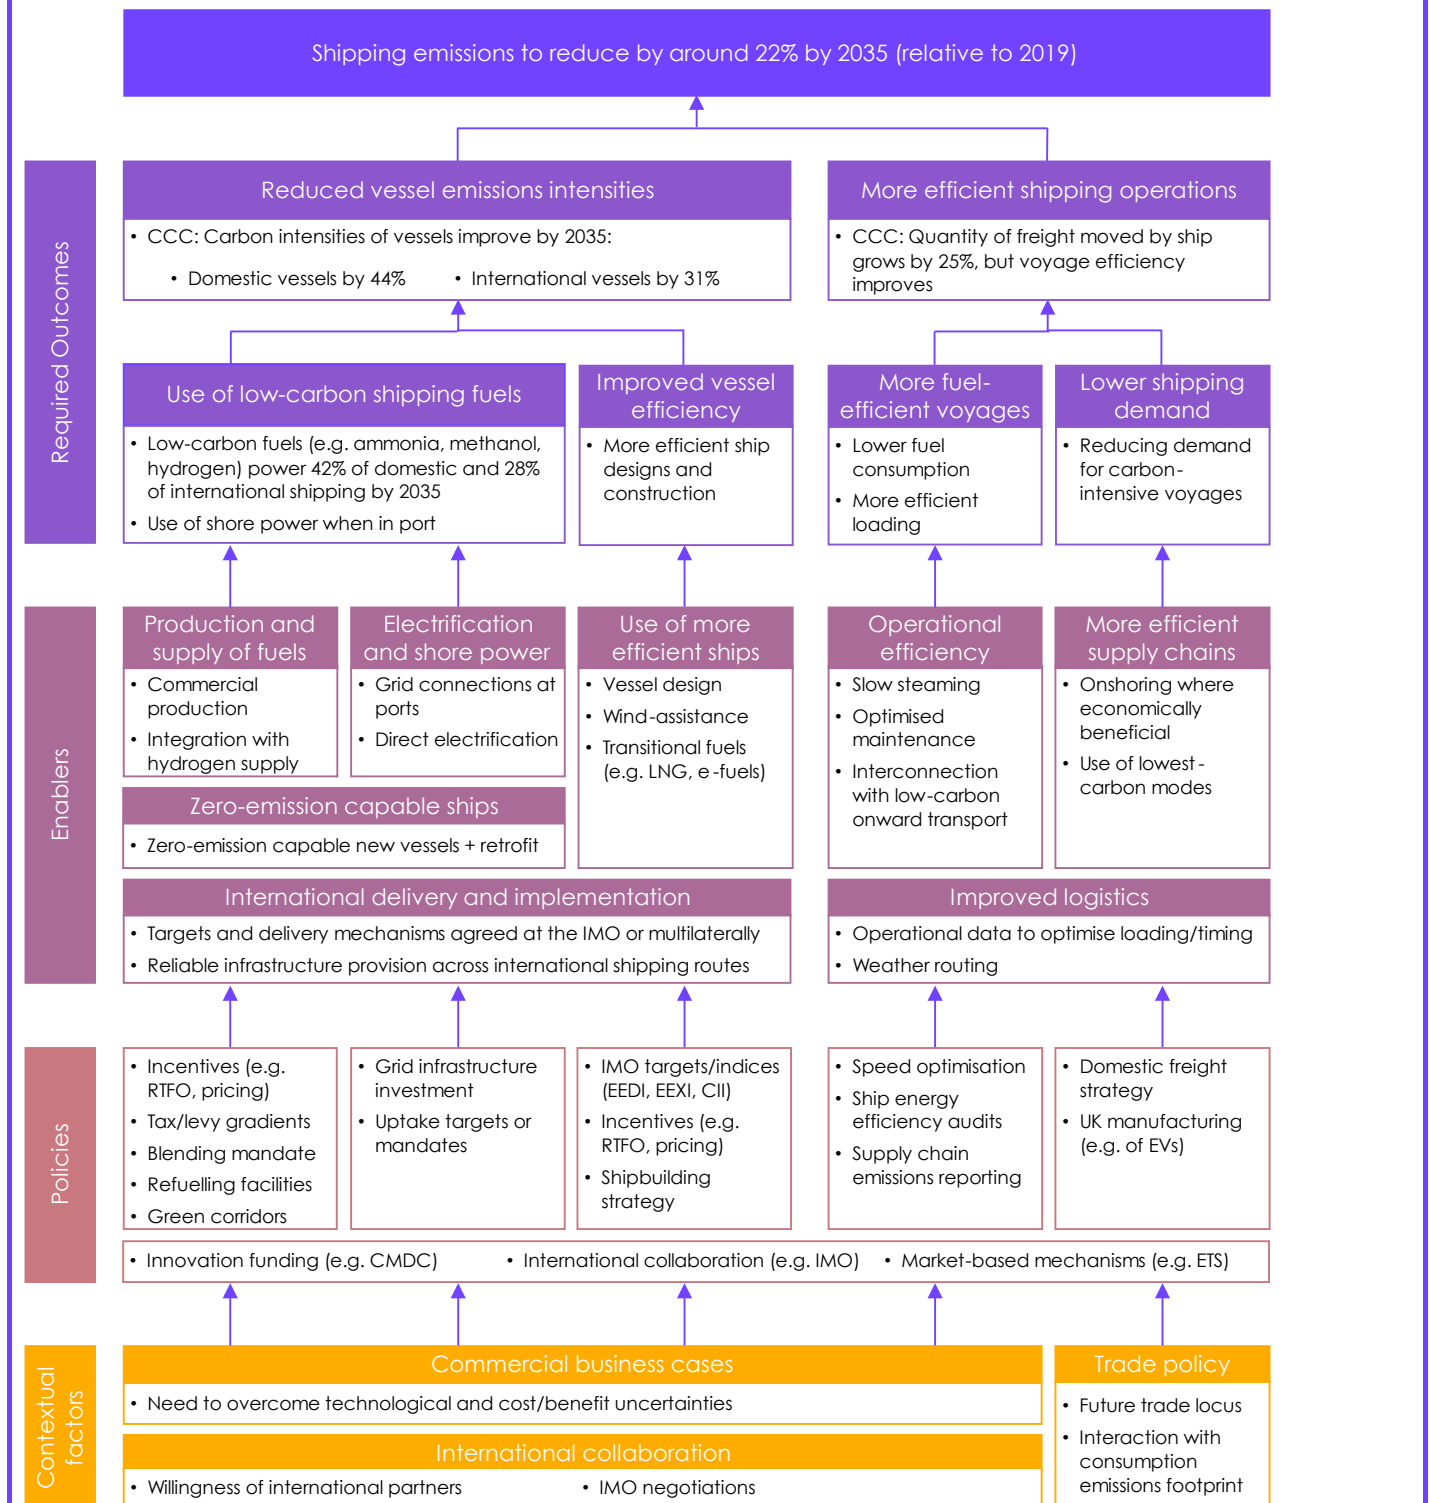 Shipping emissions to reduce by around 22% by 2035 (relative to 2019)
Required Outcomes
Reduced vessel emissions intensities
• CCC: Carbon intensities of vessels improve by 2035:
• Domestic vessels by 44%
• International vessels by 31%
More efficient shipping operations
• CCC: Quantity of freight moved by ship
grows by 25%, but voyage efficiency
improves
Use of low-carbon shipping fuels
• Low-carbon fuels (e.g. ammonia, methanol,
hydrogen) power 42% of domestic and 28%
of international shipping by 2035
• Use of shore power when in port
Improved vessel
efficiency
• More efficient ship
designs and
construction
More fuel-
efficient voyages
• Lower fuel
consumption
• More efficient
loading
Lower shipping
demand
• Reducing demand
for carbon-
intensive voyages
Enablers
Production and
supply of fuels
• Commercial
production
• Integration with
hydrogen supply
Electrification
and shore power
• Grid connections at
ports
• Direct electrification
Zero-emission capable ships
• Zero-emission capable new vessels + retrofit
Use of more
efficient ships
• Vessel design
• Wind-assistance
• Transitional fuels
(e.g. LNG, e-fuels)
Operational
efficiency
• Slow steaming
• Optimised
maintenance
• Interconnection
with low-carbon
onward transport
More efficient
supply chains
• Onshoring where
economically
beneficial
• Use of lowest-
carbon modes
International delivery and implementation
• Targets and delivery mechanisms agreed at the IMO or multilaterally
• Reliable infrastructure provision across international shipping routes
Improved logistics
• Operational data to optimise loading/timing
• Weather routing
Policies
• Incentives (e.g.
RTFO, pricing)
• Tax/levy gradients
• Blending mandate
• Refuelling facilities
• Green corridors
• Grid infrastructure
investment
• Uptake targets or
mandates
• IMO targets/indices
(EEDI, EEXI, CII)
• Incentives (e.g.
RTFO, pricing)
• Shipbuilding
strategy
• Speed optimisation
• Ship energy
efficiency audits
• Supply chain
emissions reporting
• Domestic freight
strategy
• UK manufacturing
(e.g. of EVs)
• Innovation funding (e.g. CMDC)
• International collaboration (e.g. IMO)
• Market-based mechanisms (e.g. ETS)
Contextual
factors
Commercial business cases
• Need to overcome technological and cost/benefit uncertainties
International collaboration
• Willingness of international partners
• IMO negotiations
Trade policy
• Future trade locus
• Interaction with
consumption
emissions footprint